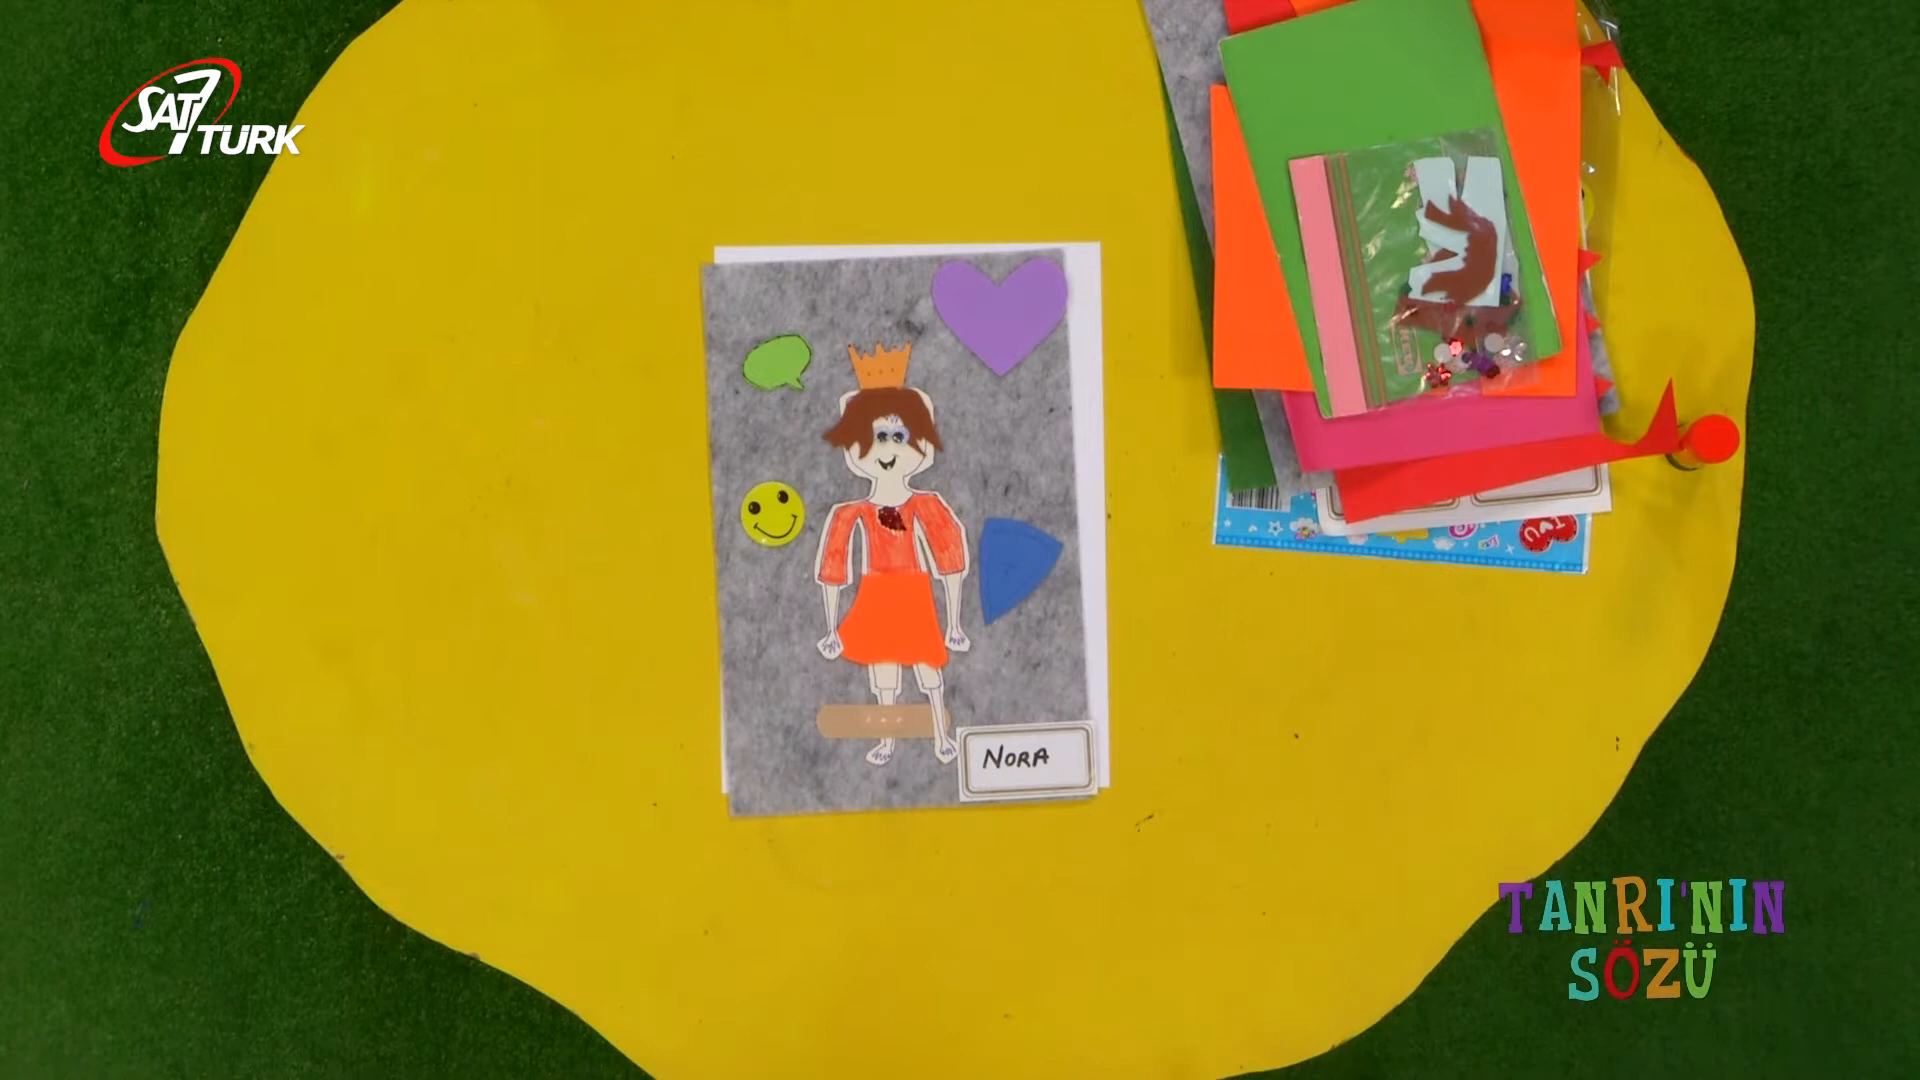 SAT7
TÜRK
I ♥ U
NORA
TANRI'NIN
SÖZÜ